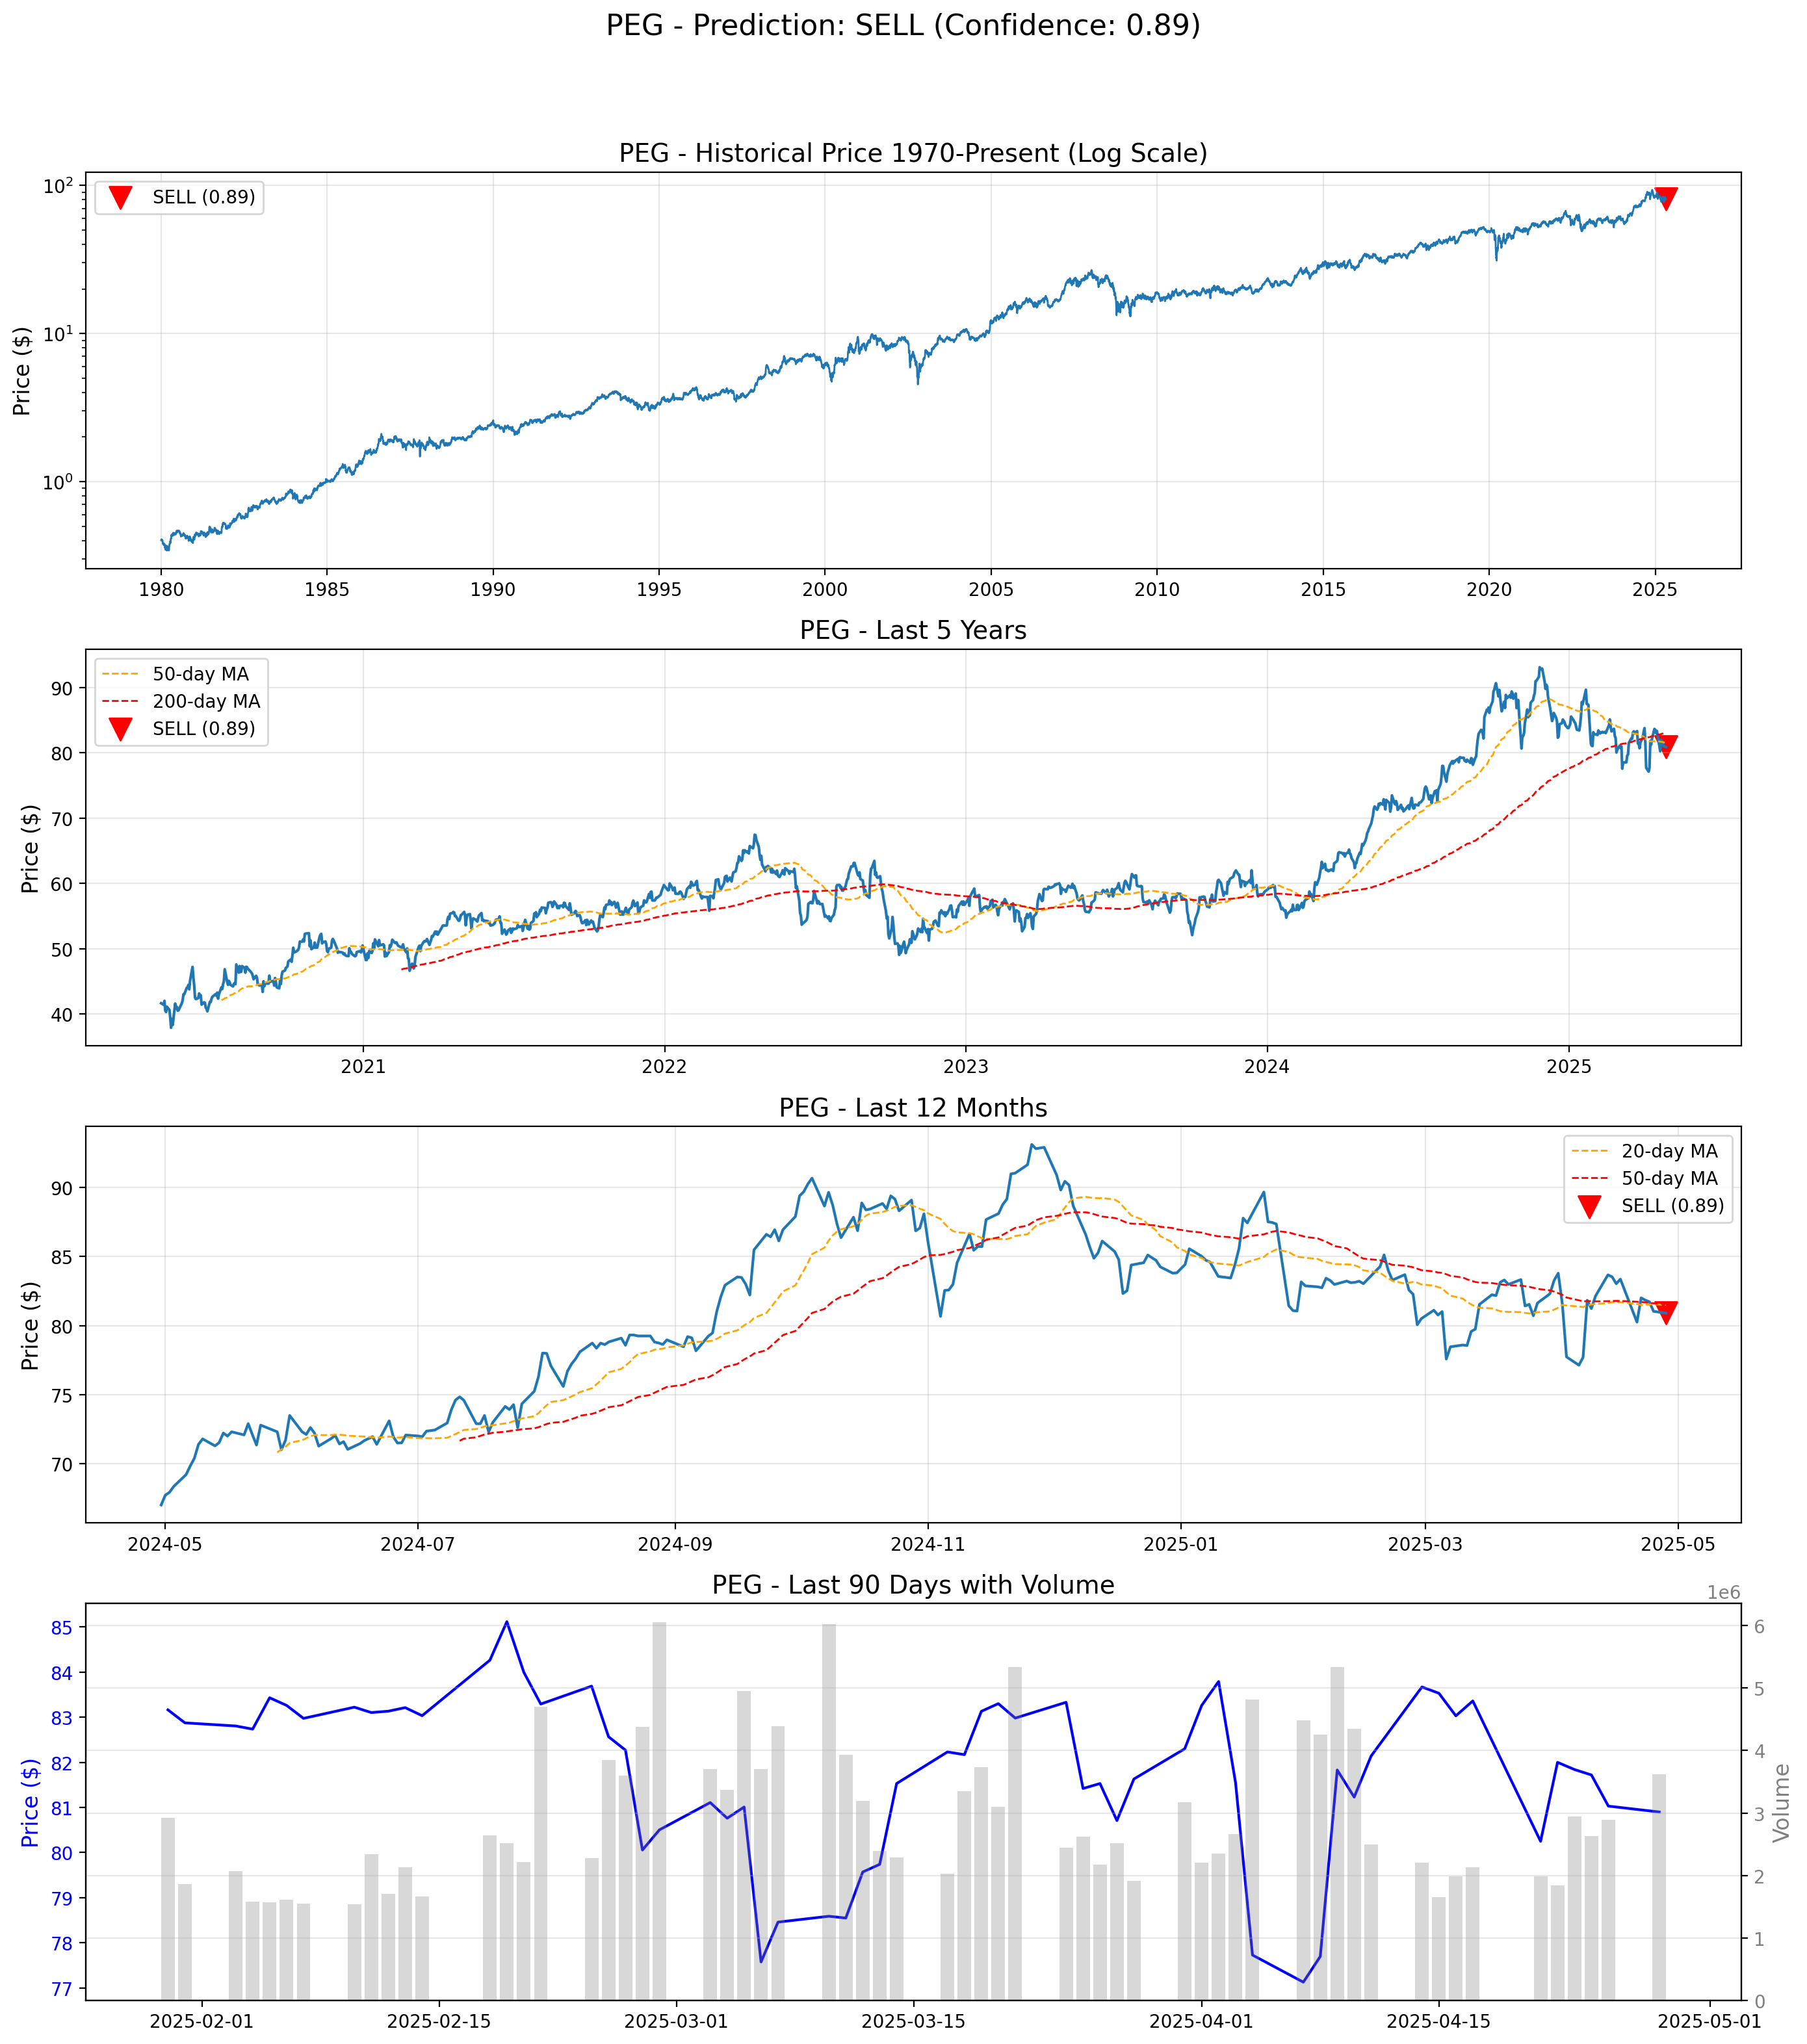 PEG - Prediction: SELL (Confidence: 0.89)
PEG - Historical Price 1970-Present (Log Scale)
SELL (0.89)
Price ($)
10²
10¹
10⁰
1980 1985 1990 1995 2000 2005 2010 2015 2020 2025
PEG - Last 5 Years
50-day MA
200-day MA
SELL (0.89)
Price ($)
90
80
70
60
50
40
2021 2022 2023 2024 2025
PEG - Last 12 Months
20-day MA
50-day MA
SELL (0.89)
Price ($)
90
85
80
75
70
2024-05 2024-07 2024-09 2024-11 2025-01 2025-03 2025-05
PEG - Last 90 Days with Volume
1e6
Price ($)
85
84
83
82
81
80
79
78
77
6
5
4
3
2
1
0
Volume
2025-02-01 2025-02-15 2025-03-01 2025-03-15 2025-04-01 2025-04-15 2025-05-01